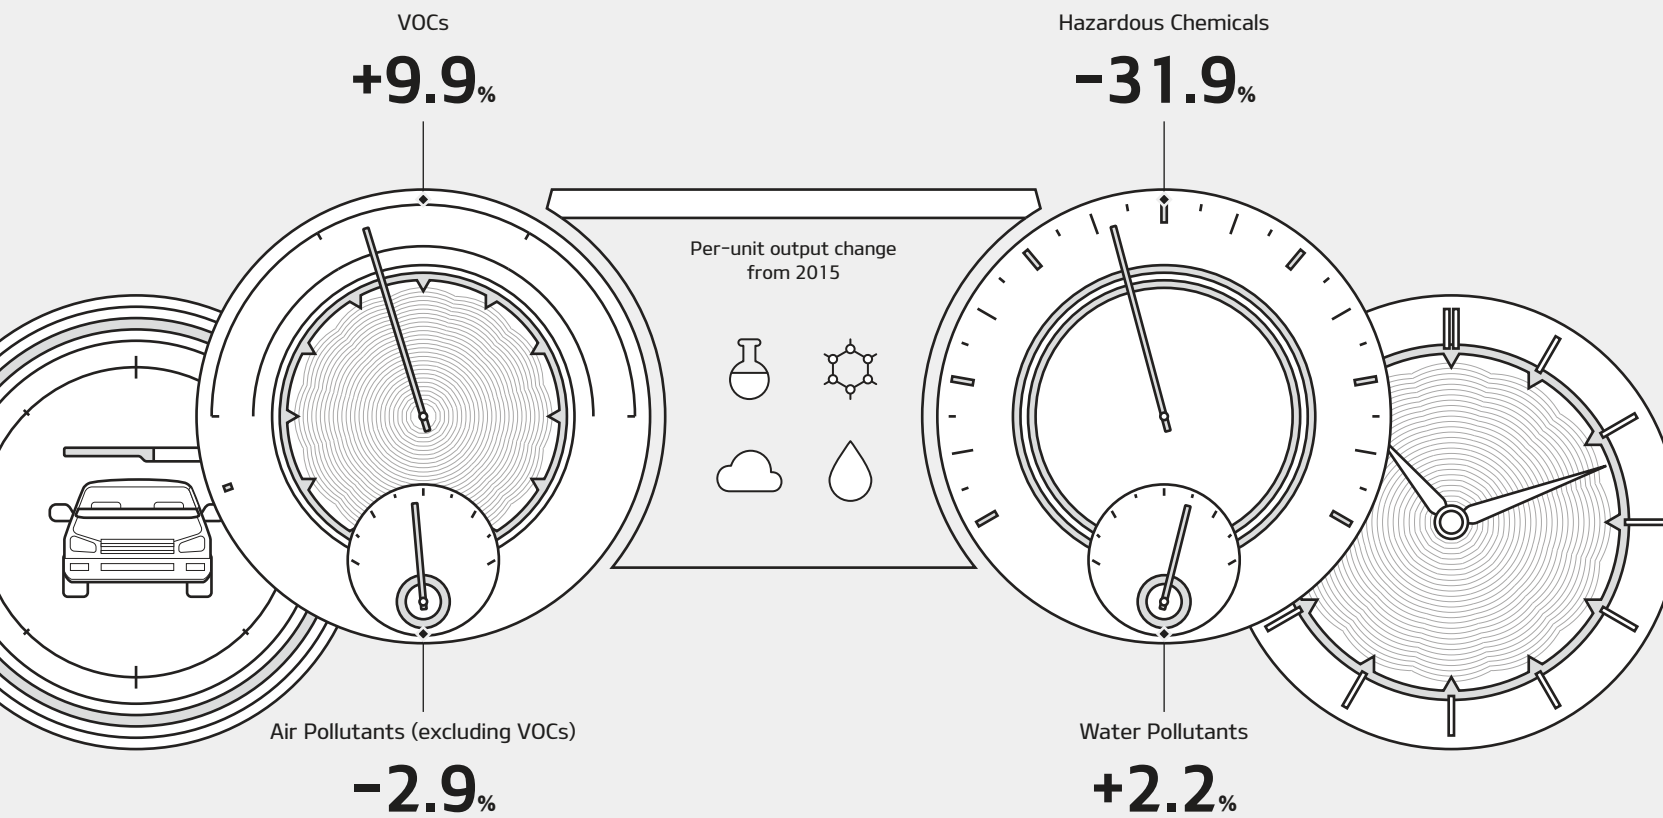 VOCs
+9.9%
Hazardous Chemicals
-31.9%
Per-unit output change
from 2015
Air Pollutants (excluding VOCs)
-2.9%
Water Pollutants
+2.2%